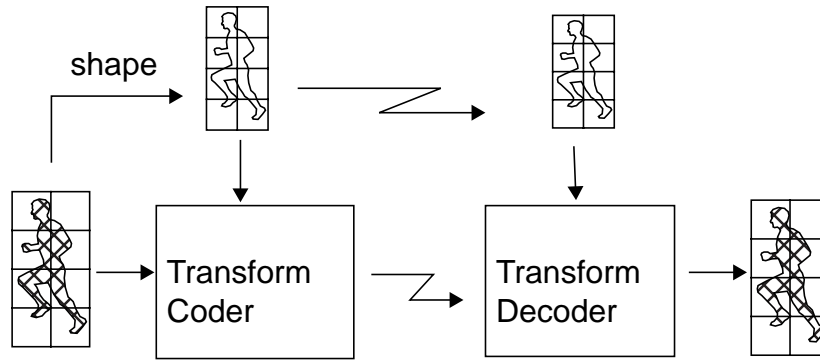 shape
Transform
Coder
Transform
Decoder